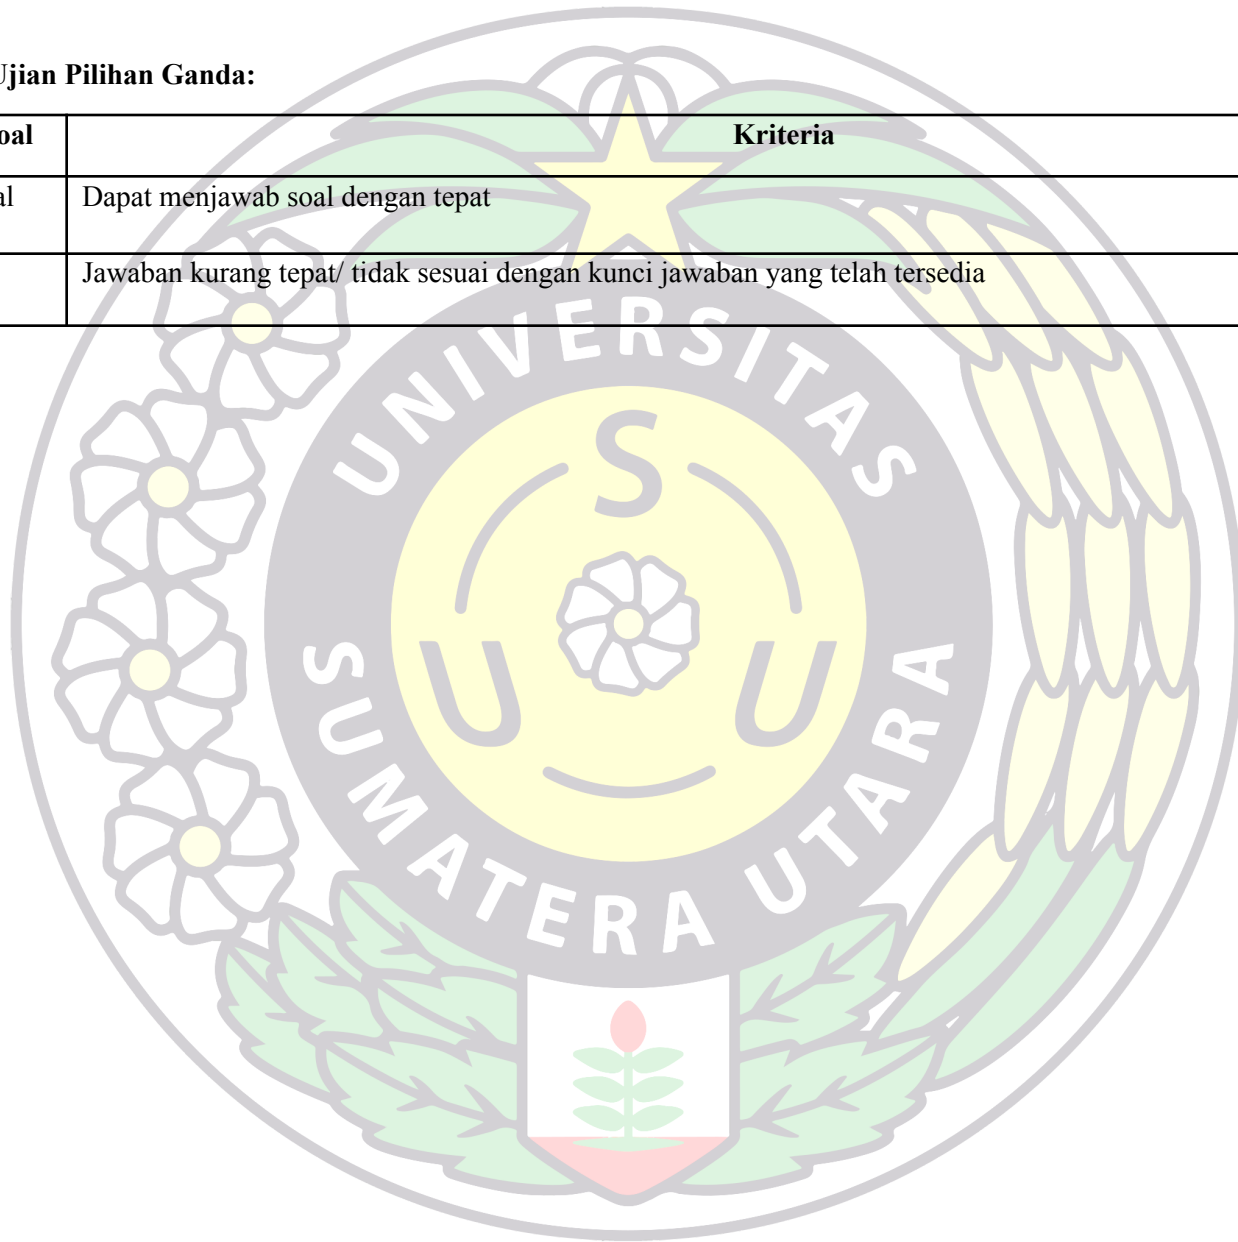 Ujian Pilihan Ganda:
oal Kriteria
al Dapat menjawab soal dengan tepat
Jawaban kurang tepat/ tidak sesuai dengan kunci jawaban yang telah tersedia
UNIVERSITAS
S
U U
SUMATERA UTARA